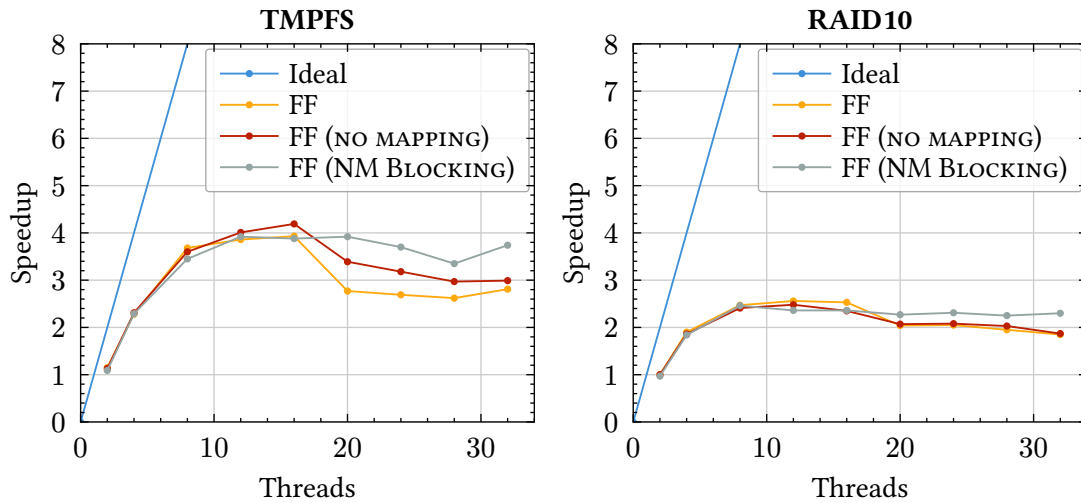 TMPFS
8
7
6
5
4
3
2
1
0
Speedup
Ideal
FF
FF (NO MAPPING)
FF (NM BLOCKING)
0 10 20 30
Threads
RAID10
8
7
6
5
4
3
2
1
0
Speedup
Ideal
FF
FF (NO MAPPING)
FF (NM BLOCKING)
0 10 20 30
Threads